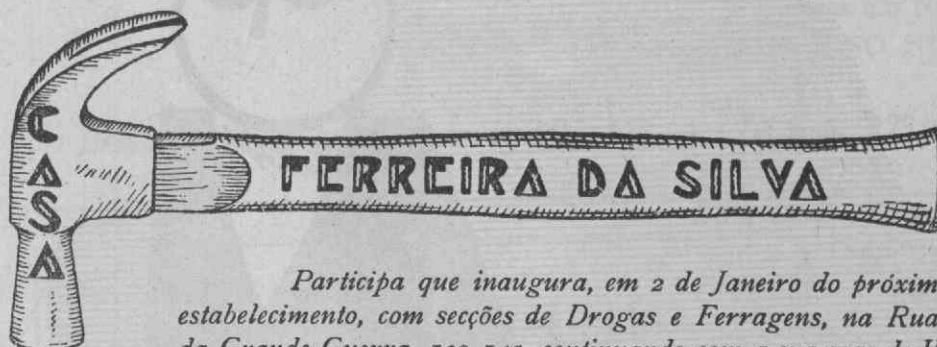 CASA
FERREIRA DA SILVA
Participa que inaugura, em 2 de Janeiro do próxim
estabelecimento, com secções de Drogas e Ferragens, na Rua
da Grande Guerra